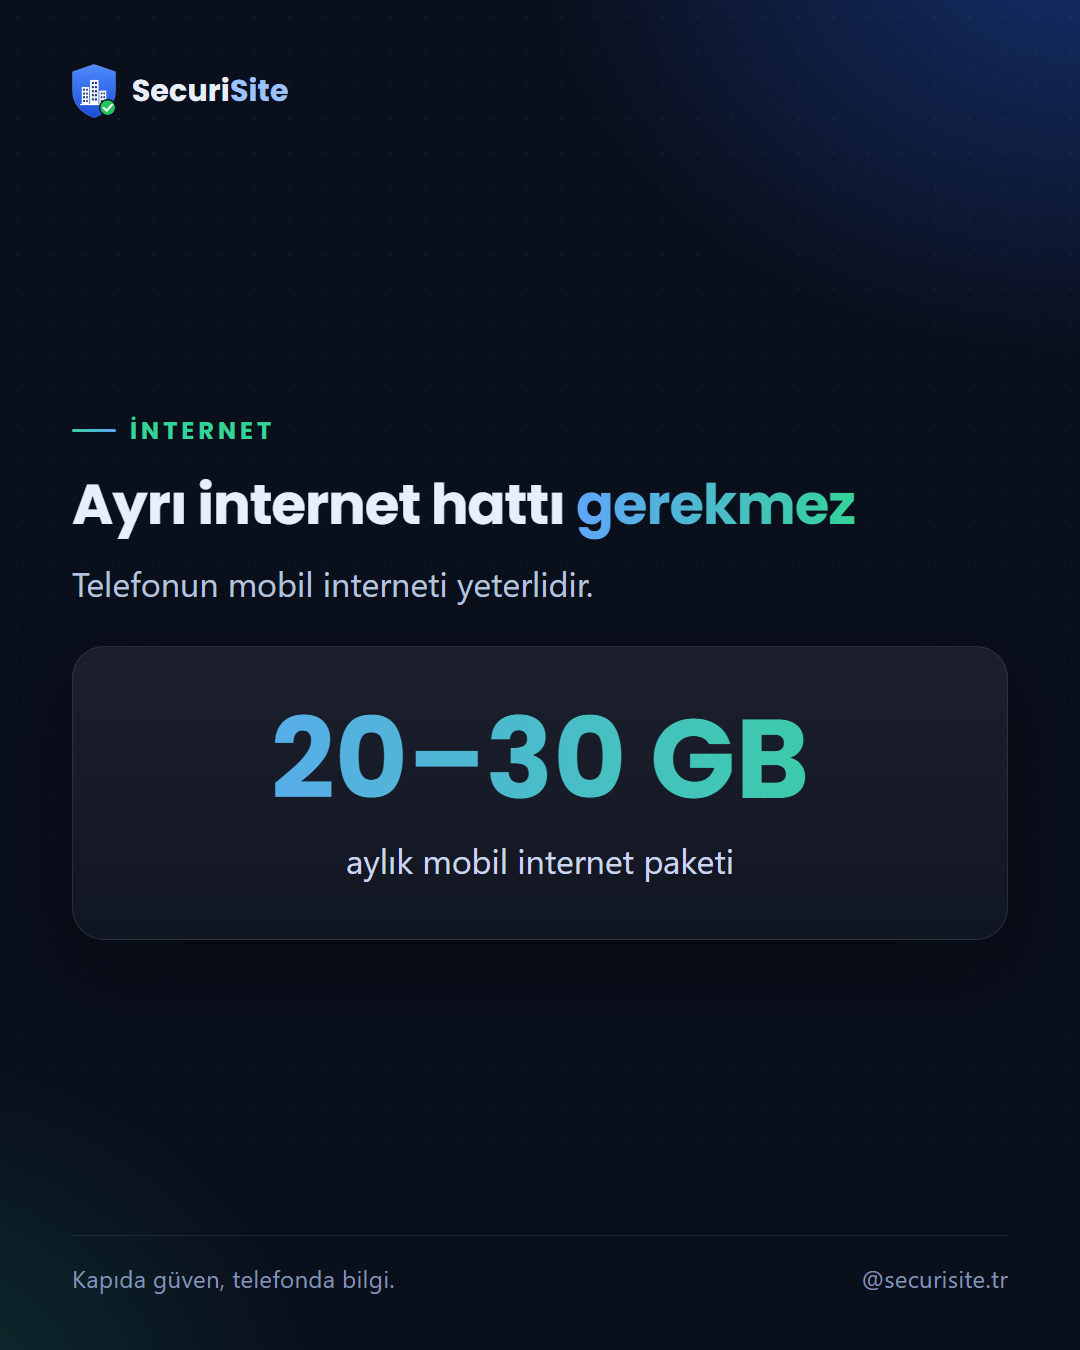 SecuriSite
İNTERNET
Ayrı internet hattı gerekmez
Telefonun mobil interneti yeterlidir.
20–30 GB
aylık mobil internet paketi
Kapıda güven, telefonda bilgi.
@securisite.tr